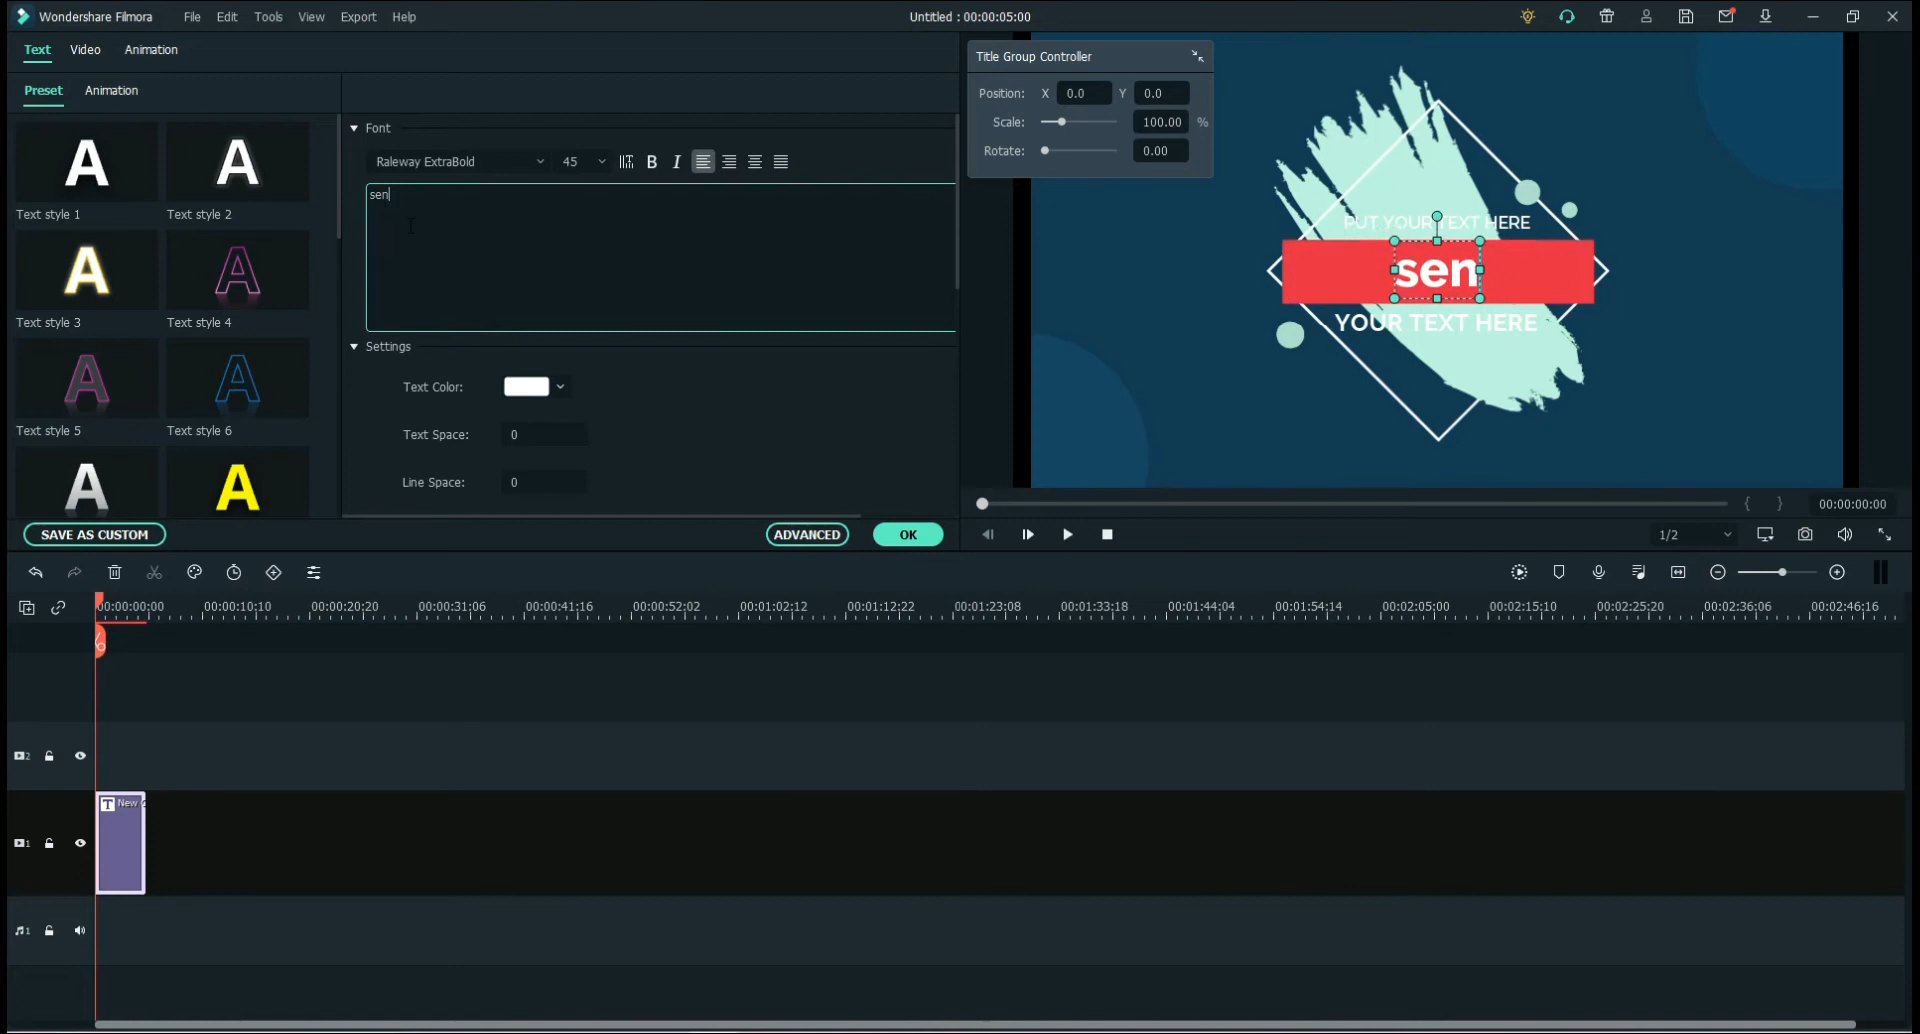 Wondershare Filmora File Edit Tools View Export Help Untitled : 00:00:05:00
Text Video Animation
Preset Animation
A A
Text style 1 Text style 2
A A
Text style 3 Text style 4
A A
Text style 5 Text style 6
A A
Font
Raleway ExtraBold 45 B I
sen
Settings
Text Color:
Text Space: 0
Line Space: 0
SAVE AS CUSTOM ADVANCED OK
Title Group Controller
Position: X 0.0 Y 0.0
Scale: 100.00 %
Rotate: 0.00
PUT YOUR TEXT HERE
sen
YOUR TEXT HERE
{ } 00:00:00:00
1/2
00:00:00:00 00:00:10:10 00:00:20:20 00:00:31:06 00:00:41:16 00:00:52:02 00:01:02:12 00:01:12:22 00:01:23:08 00:01:33:18 00:01:44:04 00:01:54:14 00:02:05:00 00:02:15:10 00:02:25:20 00:02:36:06 00:02:46:16
2
T New
1
1